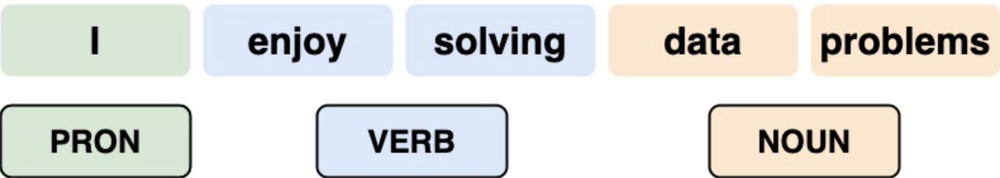 I enjoy solving data problems
PRON VERB NOUN